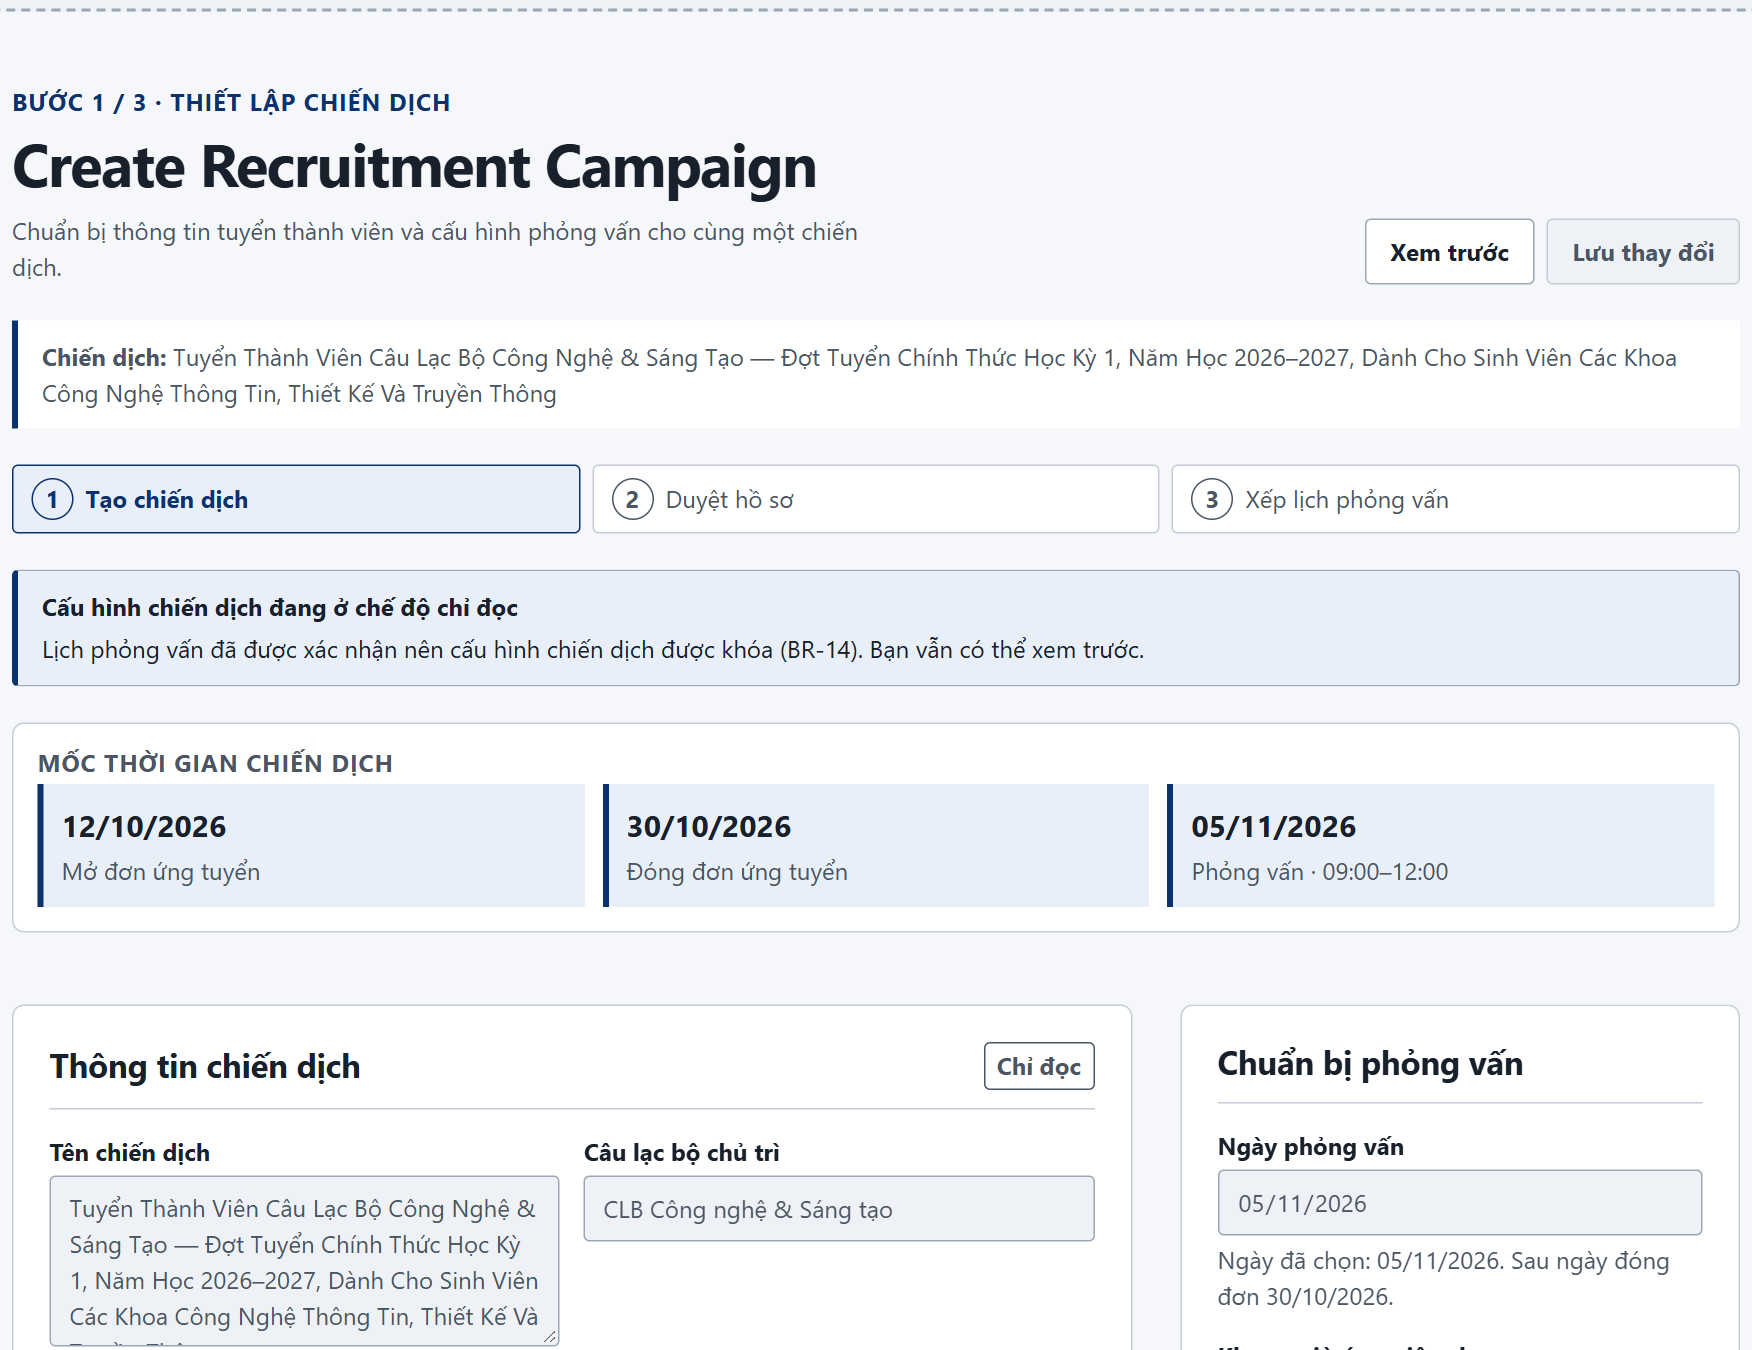 BƯỚC 1 / 3 · THIẾT LẬP CHIẾN DỊCH
Create Recruitment Campaign
Chuẩn bị thông tin tuyển thành viên và cấu hình phỏng vấn cho cùng một chiến
dịch.
Xem trước
Lưu thay đổi
Chiến dịch: Tuyển Thành Viên Câu Lạc Bộ Công Nghệ & Sáng Tạo — Đợt Tuyển Chính Thức Học Kỳ 1, Năm Học 2026–2027, Dành Cho Sinh Viên Các Khoa
Công Nghệ Thông Tin, Thiết Kế Và Truyền Thông
1 Tạo chiến dịch
2 Duyệt hồ sơ
3 Xếp lịch phỏng vấn
Cấu hình chiến dịch đang ở chế độ chỉ đọc
Lịch phỏng vấn đã được xác nhận nên cấu hình chiến dịch được khóa (BR-14). Bạn vẫn có thể xem trước.
MỐC THỜI GIAN CHIẾN DỊCH
12/10/2026
Mở đơn ứng tuyển
30/10/2026
Đóng đơn ứng tuyển
05/11/2026
Phỏng vấn · 09:00–12:00
Thông tin chiến dịch
Chỉ đọc
Tên chiến dịch
Tuyển Thành Viên Câu Lạc Bộ Công Nghệ &
Sáng Tạo — Đợt Tuyển Chính Thức Học Kỳ
1, Năm Học 2026–2027, Dành Cho Sinh Viên
Các Khoa Công Nghệ Thông Tin, Thiết Kế Và
Câu lạc bộ chủ trì
CLB Công nghệ & Sáng tạo
Chuẩn bị phỏng vấn
Ngày phỏng vấn
05/11/2026
Ngày đã chọn: 05/11/2026. Sau ngày đóng
đơn 30/10/2026.